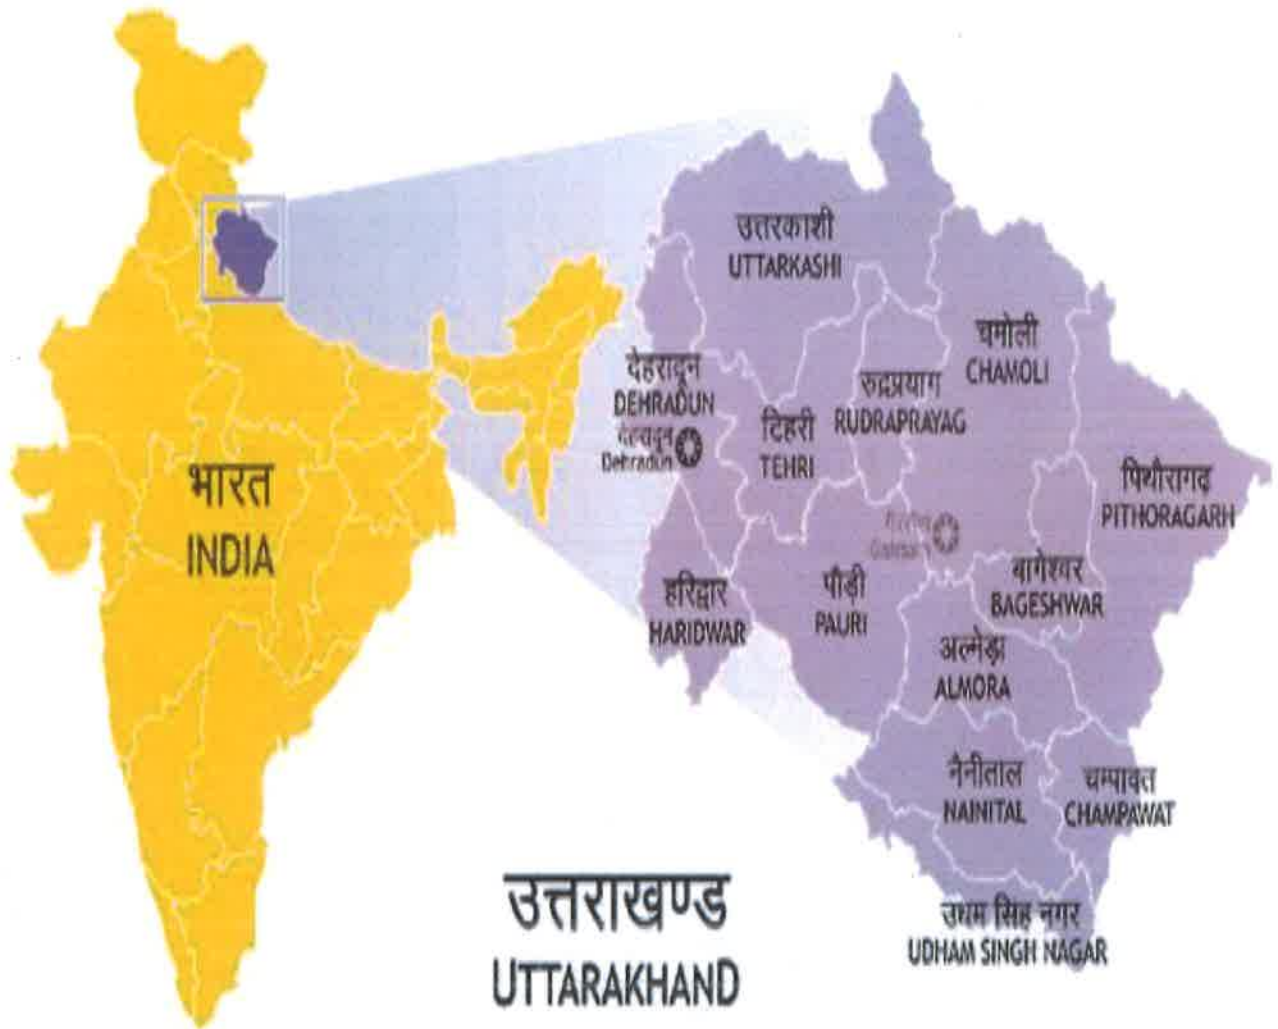 भारत
INDIA
उत्तरकाशी
UTTARKASHI
चमोली
CHAMOLI
देहरादून
DEHRADUN
देहरादून
Dehradun
टिहरी
TEHRI
रुद्रप्रयाग
RUDRAPRAYAG
पिथौरागढ़
PITHORAGARH
हरिद्वार
HARIDWAR
पौड़ी
PAURI
बागेश्वर
BAGESHWAR
अल्मोड़ा
ALMORA
नैनीताल
NAINITAL
चम्पावत
CHAMPAWAT
उधम सिंह नगर
UDHAM SINGH NAGAR
उत्तराखण्ड
UTTARAKHAND